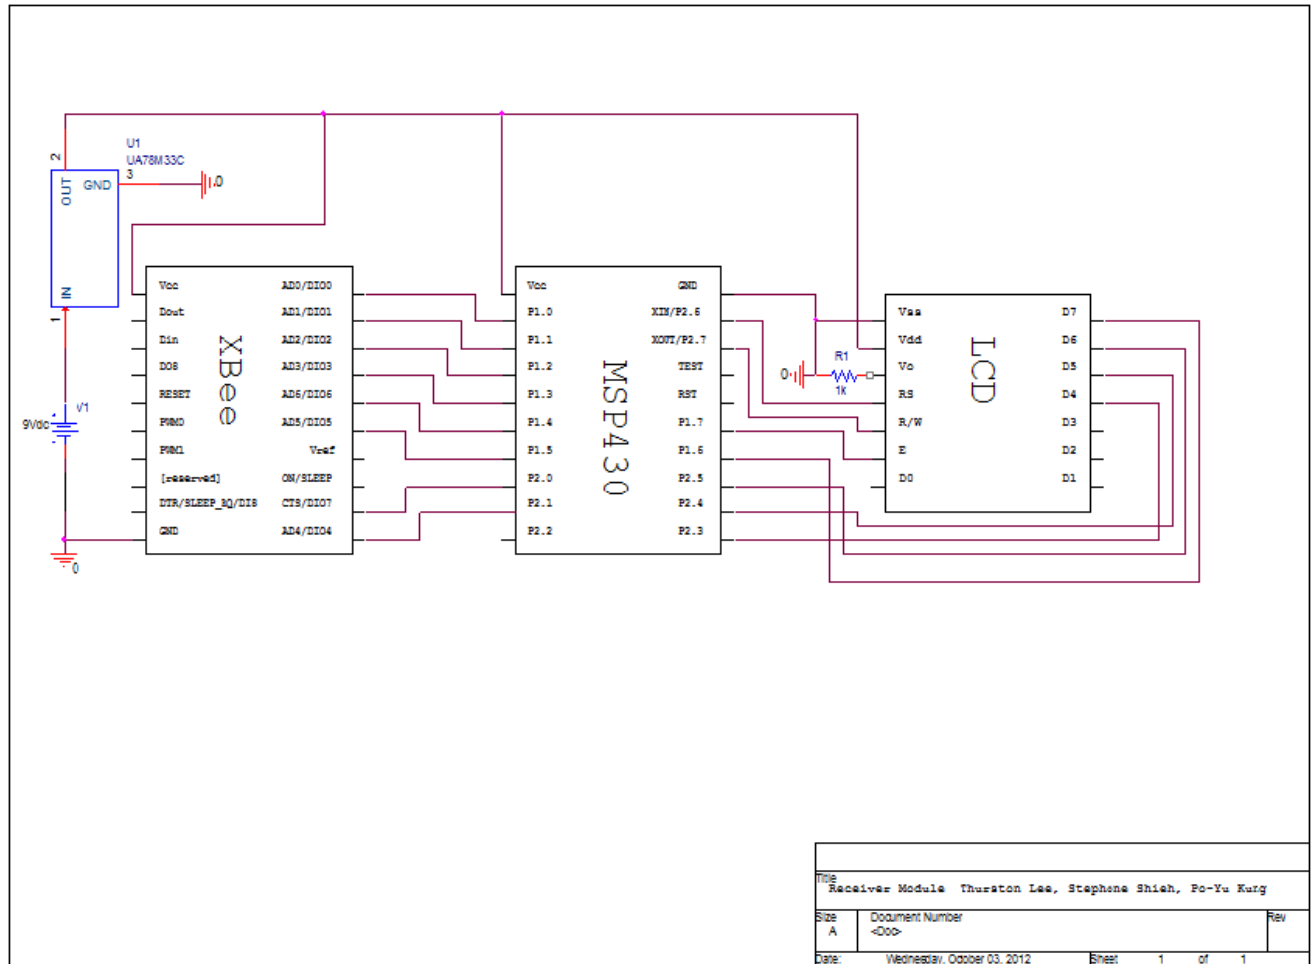 U1
UA78M33C
2
OUT
GND
3
0
IN
1
V1
9Vdc
0
XBee
Vcc
Dout
Din
DO8
RESET
PWM0
PWM1
[reserved]
DTR/SLEEP_RQ/DI8
GND
AD0/DIO0
AD1/DIO1
AD2/DIO2
AD3/DIO3
AD6/DIO6
AD5/DIO5
Vref
ON/SLEEP
CTS/DIO7
AD4/DIO4
MSP430
Vcc
P1.0
P1.1
P1.2
P1.3
P1.4
P1.5
P2.0
P2.1
P2.2
GND
XIN/P2.6
XOUT/P2.7
TEST
RST
P1.7
P1.6
P2.5
P2.4
P2.3
0
R1
1k
LCD
Vss
Vdd
Vo
RS
R/W
E
D0
D7
D6
D5
D4
D3
D2
D1
Title
Receiver Module Thurston Lee, Stephone Shieh, Po-Yu Kung
Size
A
Document Number
<Doc>
Rev
Date: Wednesday, October 03, 2012 Sheet 1 of 1